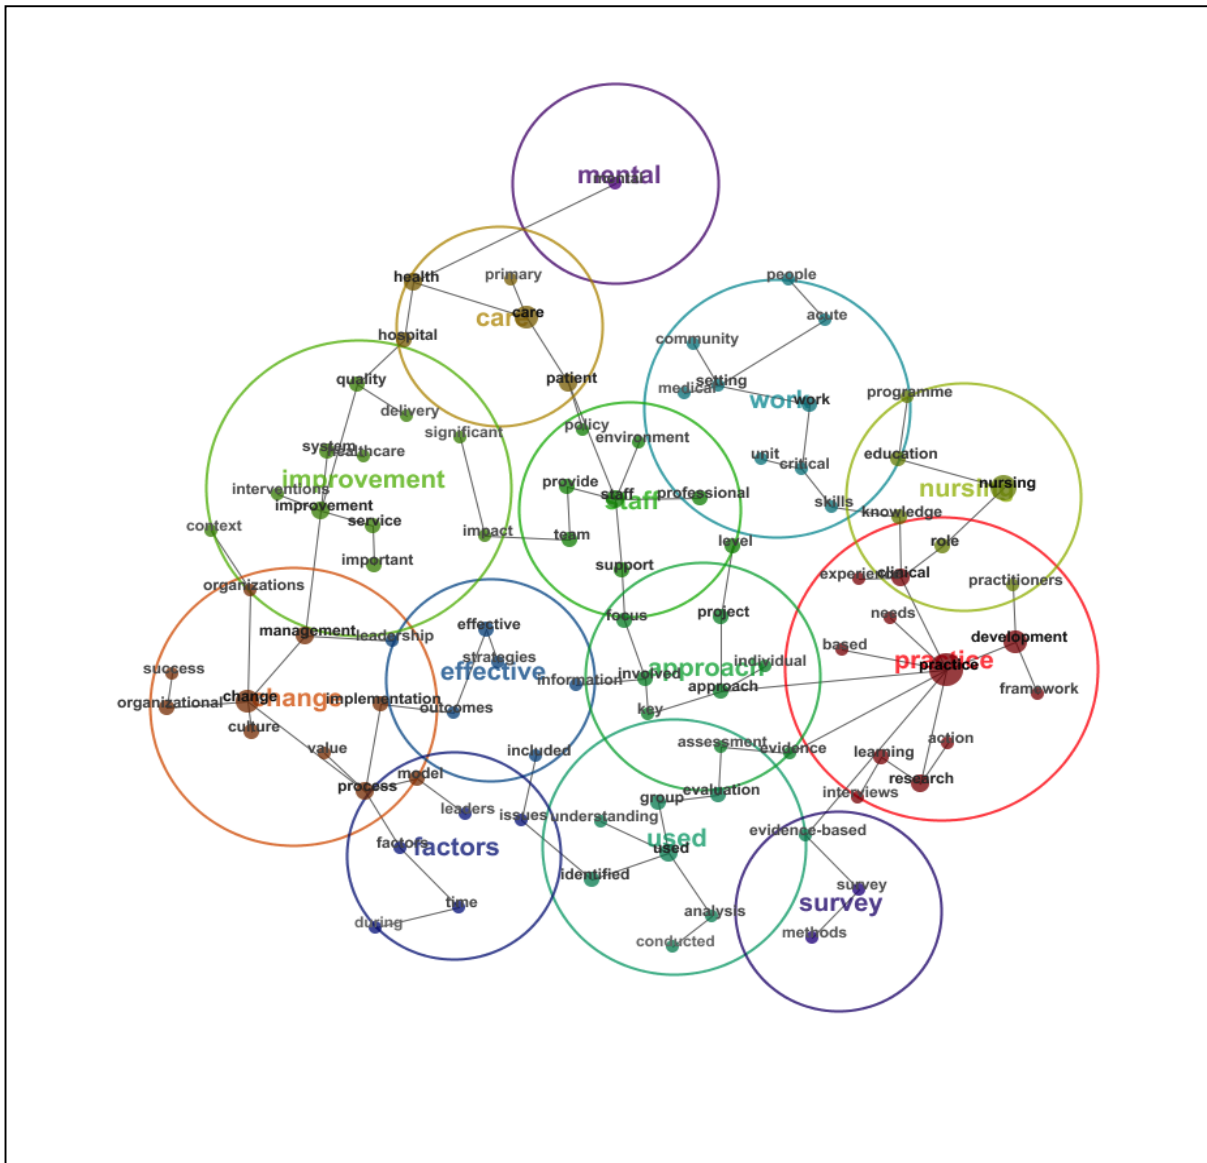 mental
mental
health
primary
care
care
hospital
patient
people
acute
community
setting
medical
work
work
programme
quality
delivery
significant
policy
environment
system
healthcare
unit
critical
education
improvement
interventions
improvement
service
context
important
impact
provide
staff
staff
professional
team
skills
knowledge
nursing
nursing
level
role
support
experience
clinical
practitioners
organizations
management
leadership
effective
strategies
effective
focus
project
needs
based
development
practice
practice
framework
success
organizational
change
change
culture
implementation
outcomes
information
involved
approach
individual
approach
key
value
process
model
included
assessment
evidence
learning
action
research
interviews
leaders
issues
understanding
group
evaluation
evidence-based
factors
factors
used
used
identified
time
during
analysis
conducted
survey
survey
methods